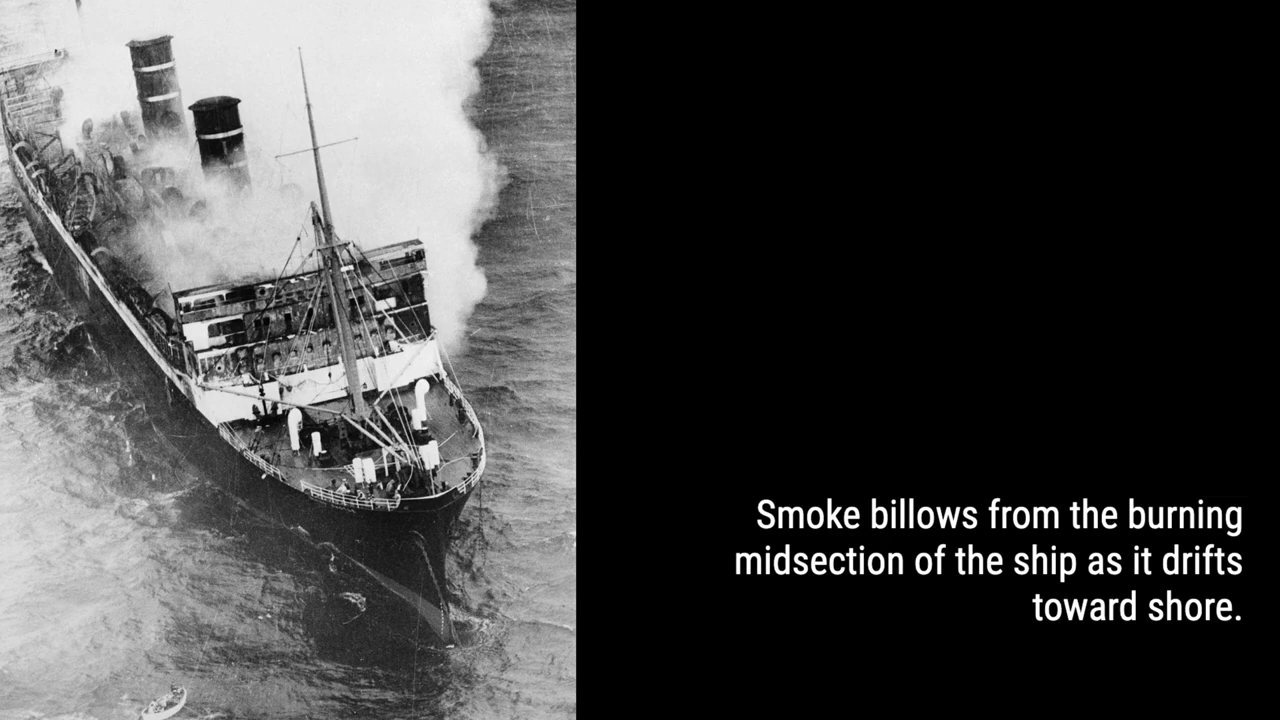 Smoke billows from the burning
midsection of the ship as it drifts
toward shore.